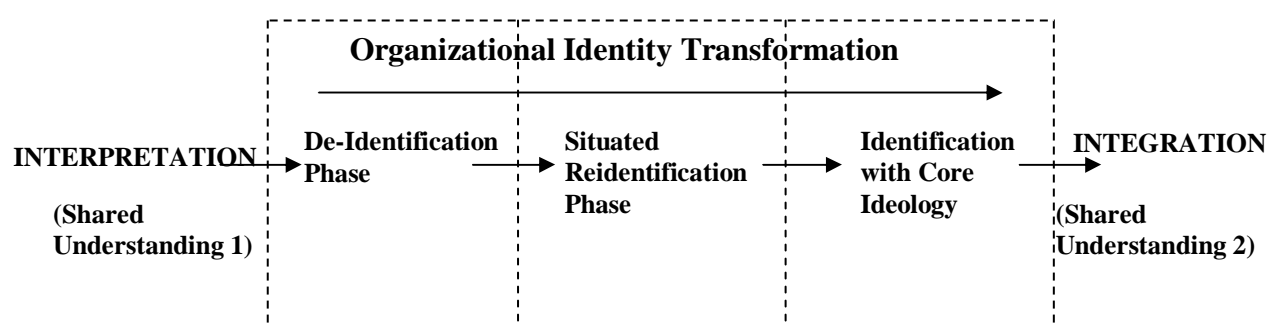 Organizational Identity Transformation
INTERPRETATION
(Shared
Understanding 1)
De-Identification
Phase
Situated
Reidentification
Phase
Identification
with Core
Ideology
INTEGRATION
(Shared
Understanding 2)